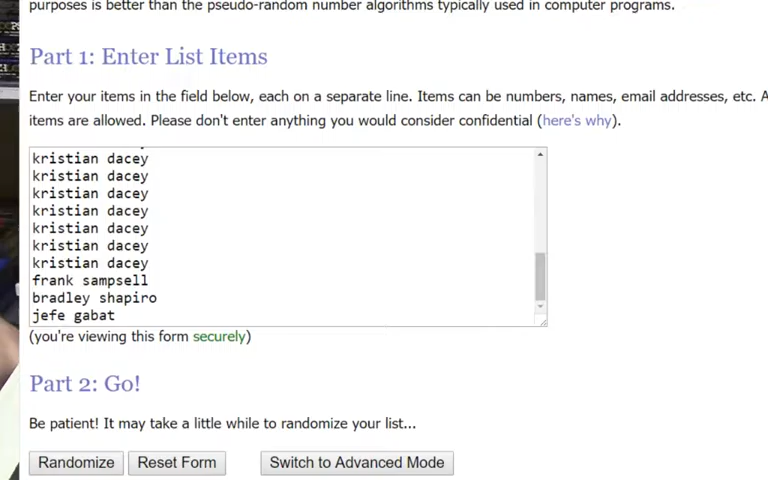 purposes is better than the pseudo-random number algorithms typically used in computer programs.
Part 1: Enter List Items
Enter your items in the field below, each on a separate line. Items can be numbers, names, email addresses, etc. A
items are allowed. Please don't enter anything you would consider confidential (here's why).
kristian dacey
kristian dacey
kristian dacey
kristian dacey
kristian dacey
kristian dacey
kristian dacey
frank sampsell
bradley shapiro
jefe gabat
(you're viewing this form securely)
Part 2: Go!
Be patient! It may take a little while to randomize your list...
Randomize Reset Form Switch to Advanced Mode